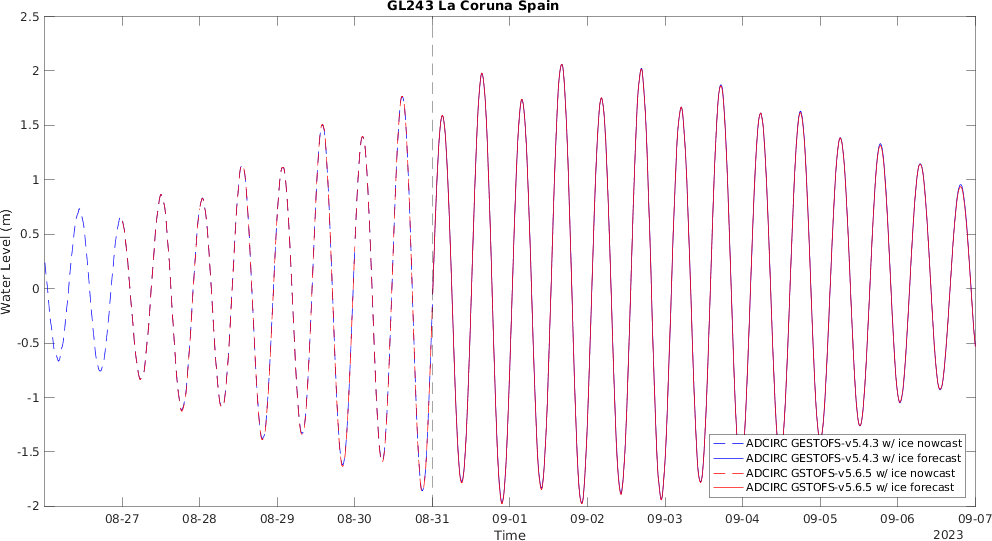 GL243 La Coruna Spain
2.5
2
1.5
1
0.5
0
-0.5
-1
-1.5
-2
Water Level (m)
ADCIRC GESTOFS-v5.4.3 w/ ice nowcast
ADCIRC GESTOFS-v5.4.3 w/ ice forecast
ADCIRC GSTOFS-v5.6.5 w/ ice nowcast
ADCIRC GSTOFS-v5.6.5 w/ ice forecast
08-27 08-28 08-29 08-30 08-31 09-01 09-02 09-03 09-04 09-05 09-06 09-07
Time
2023